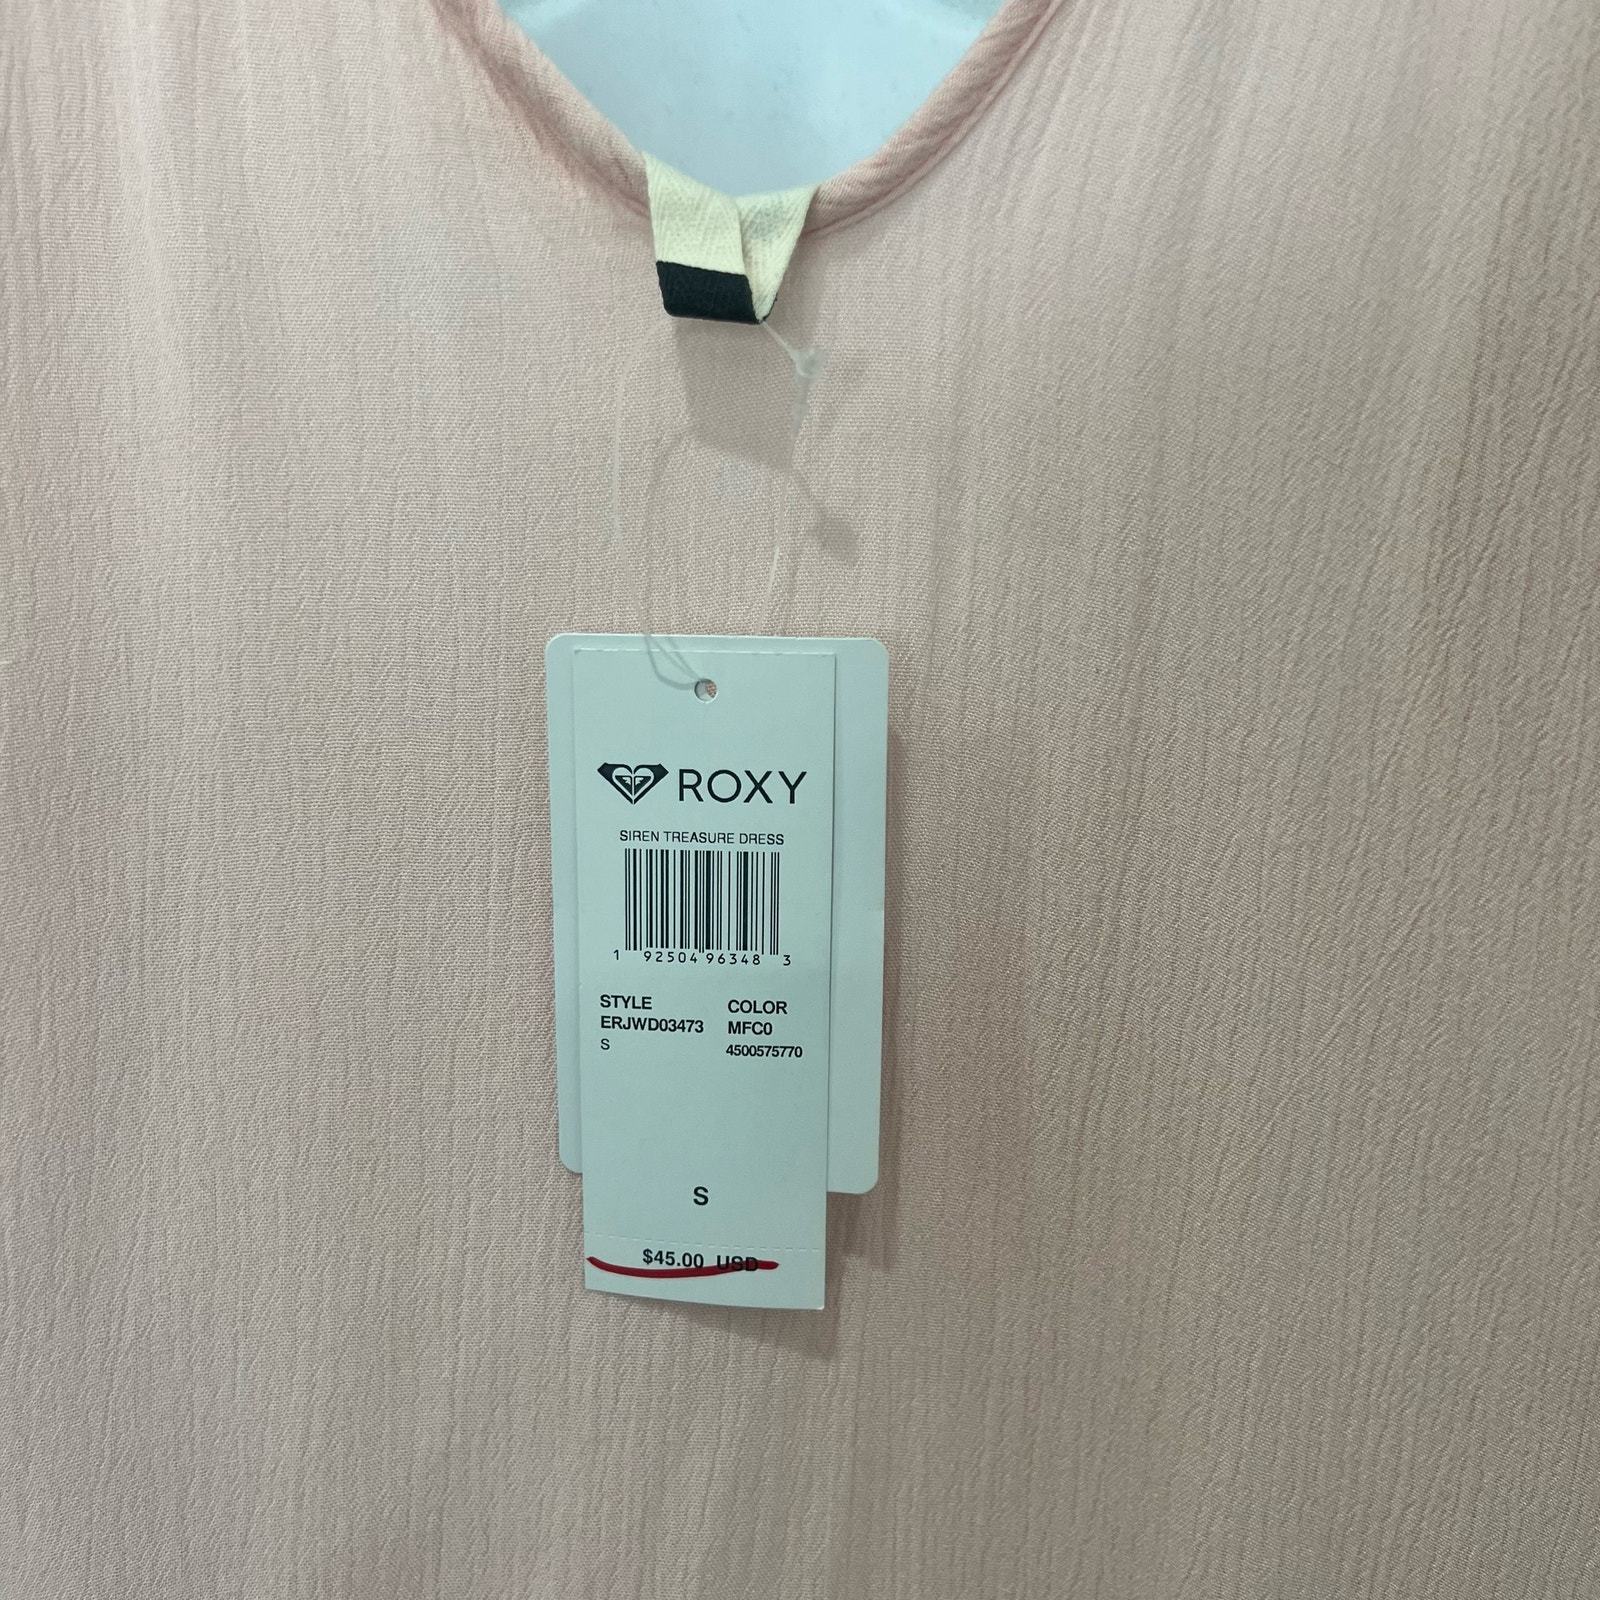 ROXY
SIREN TREASURE DRESS
1 92504 96348 3
STYLE COLOR
ERJWD03473 MFC0
S 4500575770
S
$45.00 USD